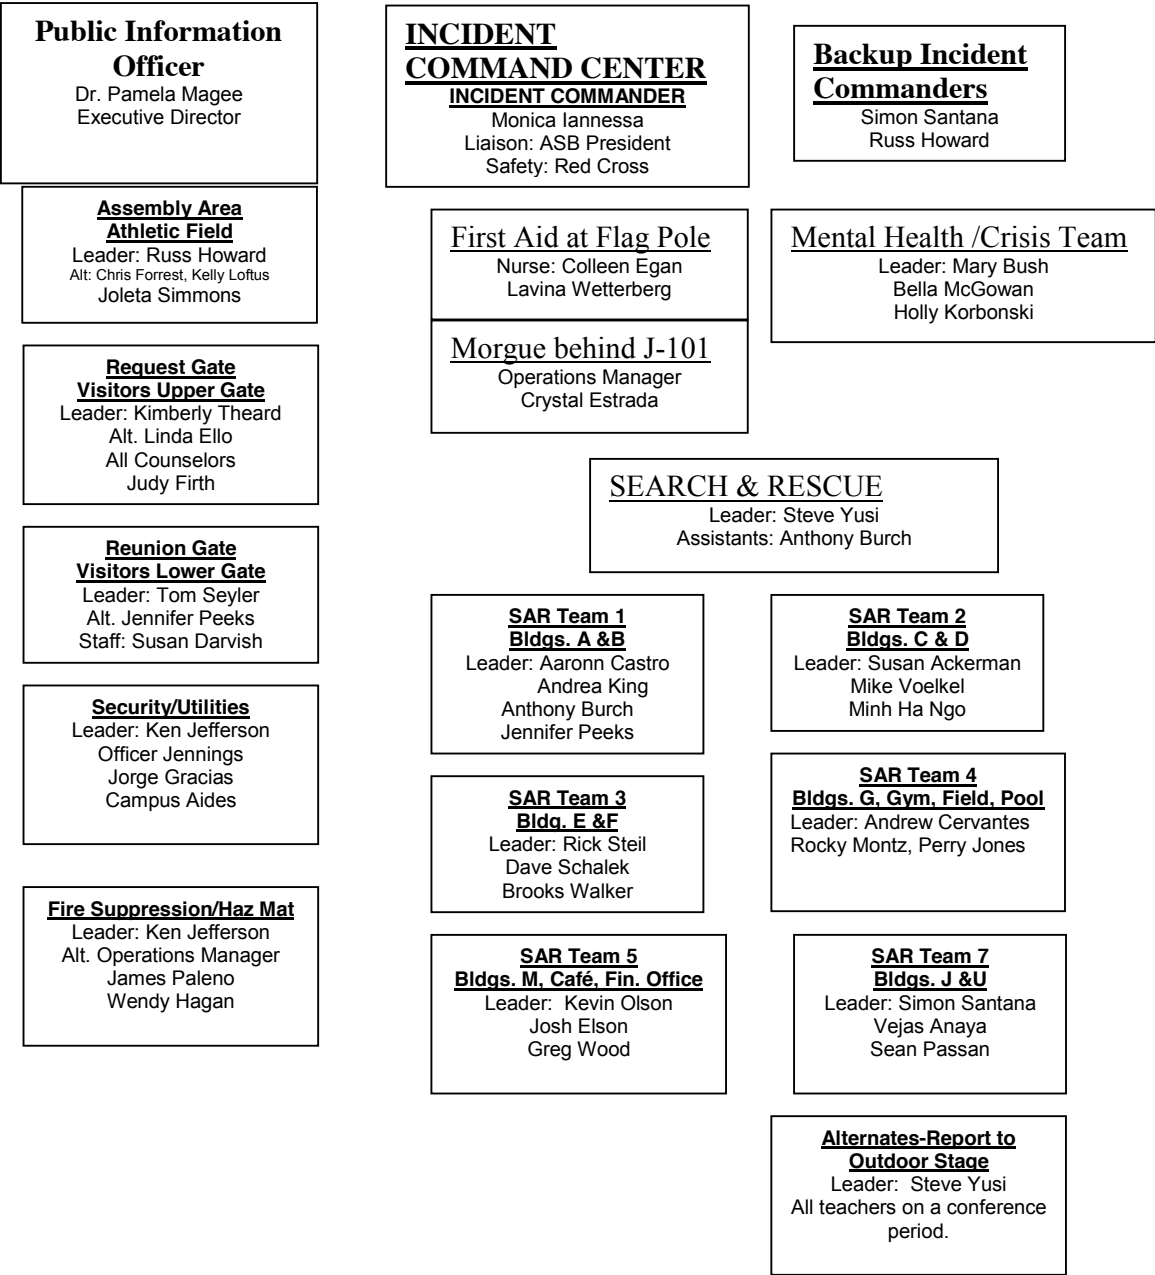 Public Information
Officer
Dr. Pamela Magee
Executive Director
INCIDENT
COMMAND CENTER
INCIDENT COMMANDER
Monica Iannessa
Liaison: ASB President
Safety: Red Cross
Backup Incident
Commanders
Simon Santana
Russ Howard
Assembly Area
Athletic Field
Leader: Russ Howard
Alt: Chris Forrest, Kelly Loftus
Joleta Simmons
First Aid at Flag Pole
Nurse: Colleen Egan
Lavina Wetterberg
Mental Health /Crisis Team
Leader: Mary Bush
Bella McGowan
Holly Korbonski
Morgue behind J-101
Operations Manager
Crystal Estrada
Request Gate
Visitors Upper Gate
Leader: Kimberly Theard
Alt. Linda Ello
All Counselors
Judy Firth
SEARCH & RESCUE
Leader: Steve Yusi
Assistants: Anthony Burch
Reunion Gate
Visitors Lower Gate
Leader: Tom Seyler
Alt. Jennifer Peeks
Staff: Susan Darvish
SAR Team 1
Bldgs. A &B
Leader: Aaronn Castro
Andrea King
Anthony Burch
Jennifer Peeks
SAR Team 2
Bldgs. C & D
Leader: Susan Ackerman
Mike Voelkel
Minh Ha Ngo
Security/Utilities
Leader: Ken Jefferson
Officer Jennings
Jorge Gracias
Campus Aides
SAR Team 3
Bldg. E &F
Leader: Rick Steil
Dave Schalek
Brooks Walker
SAR Team 4
Bldgs. G, Gym, Field, Pool
Leader: Andrew Cervantes
Rocky Montz, Perry Jones
Fire Suppression/Haz Mat
Leader: Ken Jefferson
Alt. Operations Manager
James Paleno
Wendy Hagan
SAR Team 5
Bldgs. M, Café, Fin. Office
Leader:  Kevin Olson
Josh Elson
Greg Wood
SAR Team 7
Bldgs. J &U
Leader: Simon Santana
Vejas Anaya
Sean Passan
Alternates-Report to
Outdoor Stage
Leader:  Steve Yusi
All teachers on a conference
period.